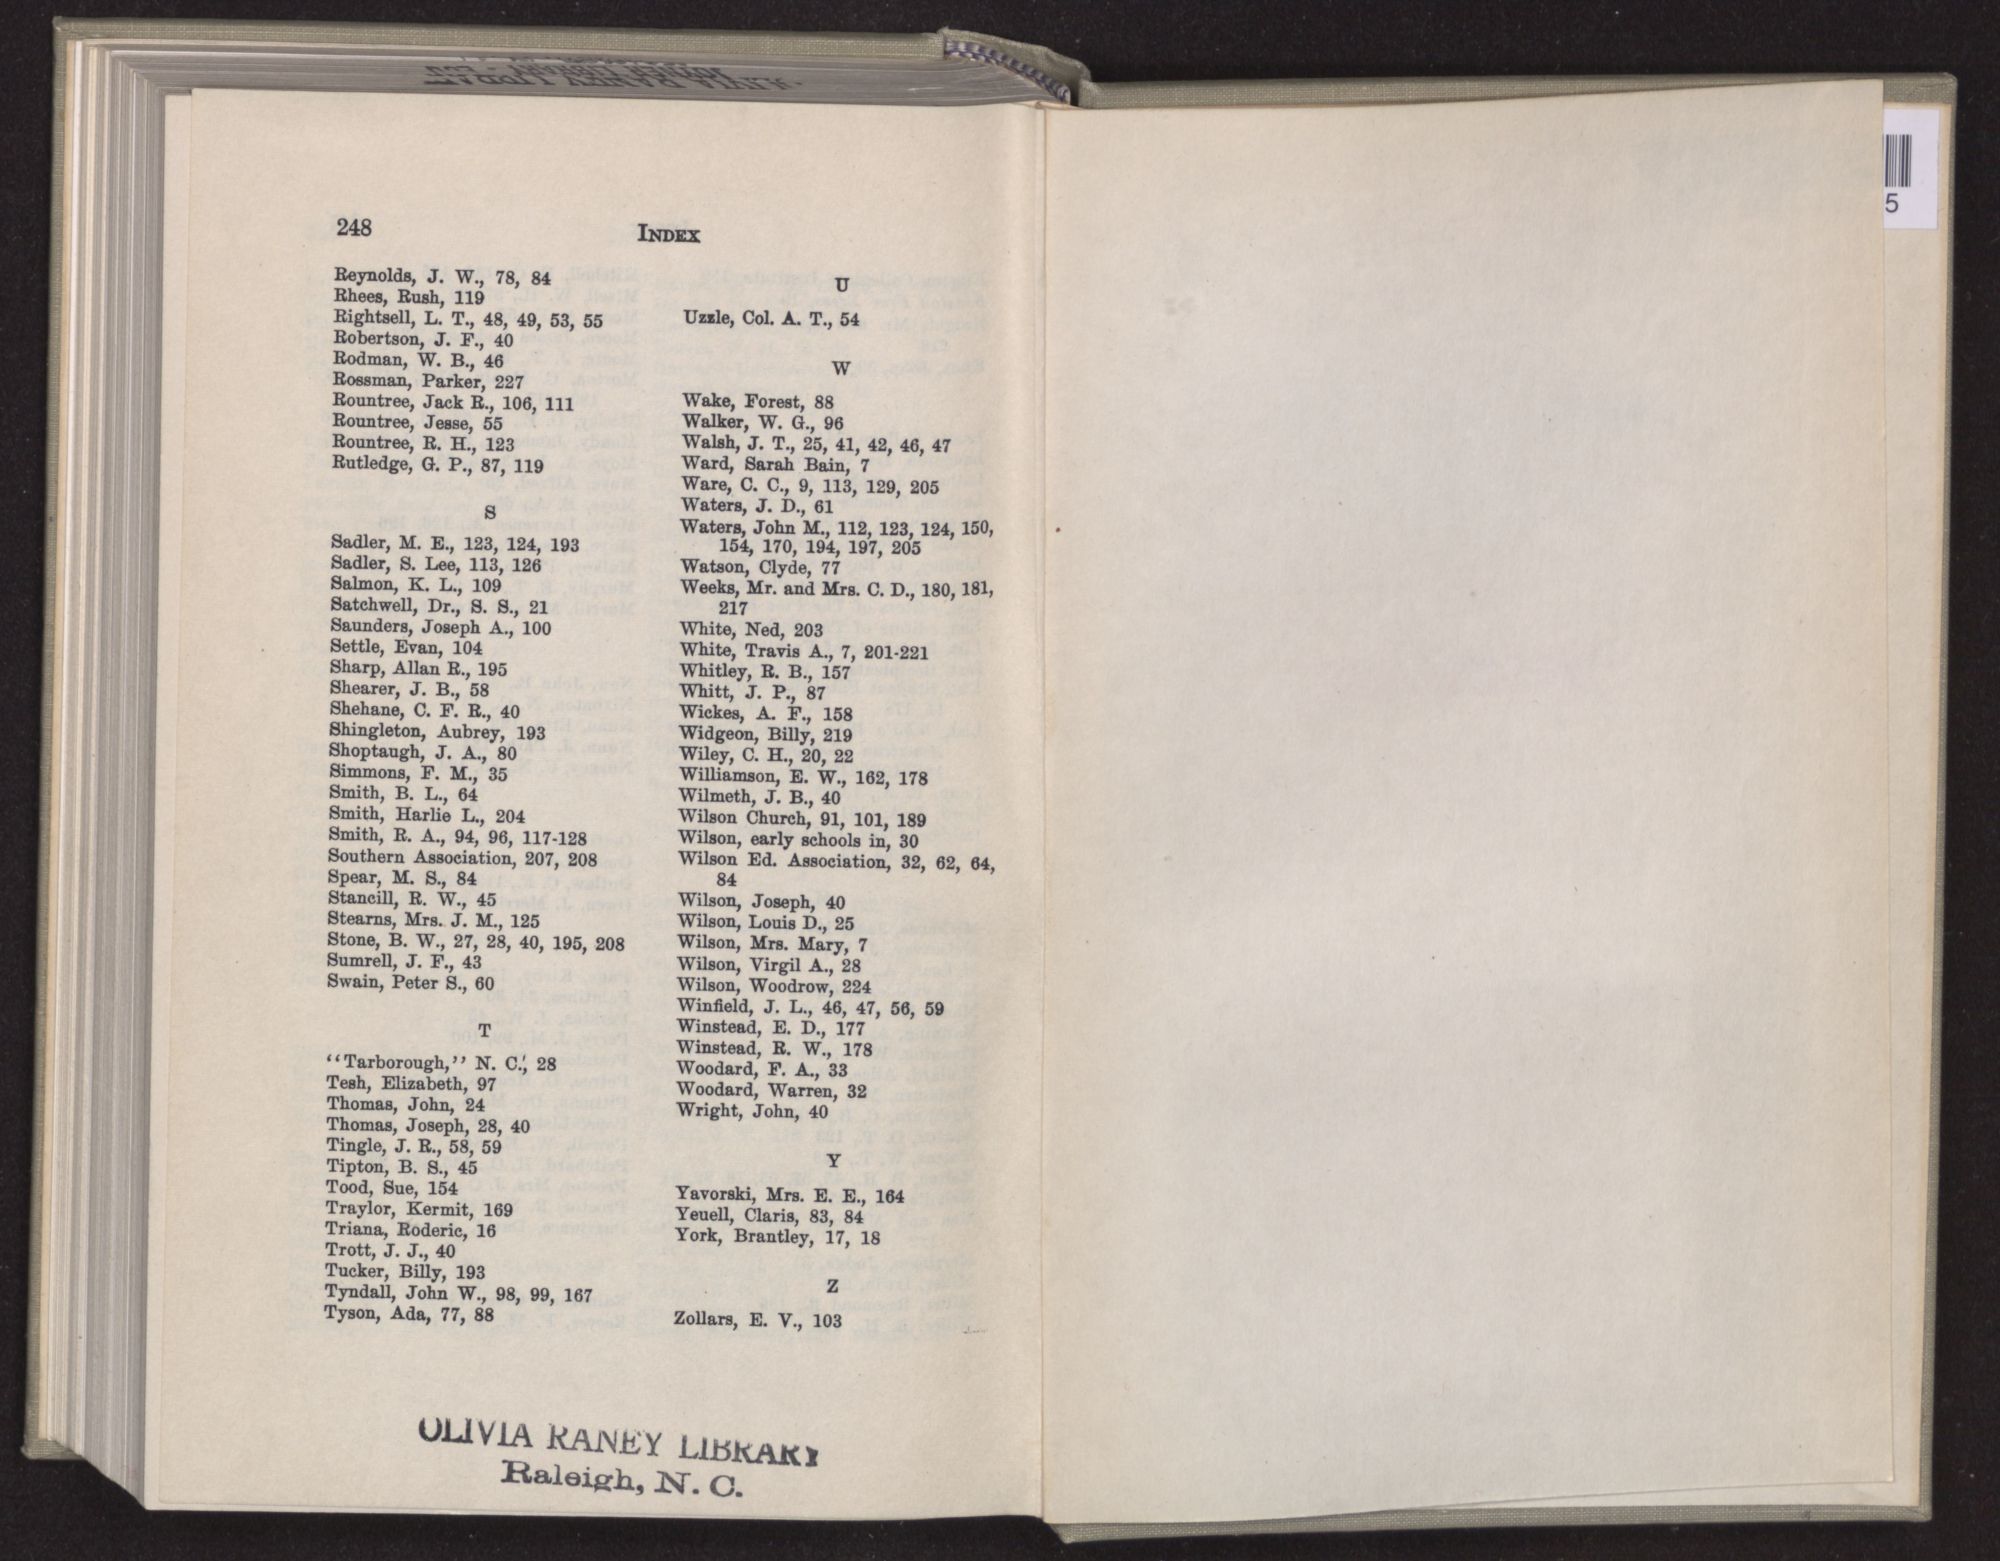 248
INDEX
Reynolds, J. W., 78, 84
Rhees, Rush, 119
Rightsell, L. T., 48, 49, 53, 55
Robertson, J. F., 40
Rodman, W. B., 46
Rossman, Parker, 227
Rountree, Jack R., 106, 111
Rountree, Jesse, 55
Rountree, R. H., 123
Rutledge, G. P., 87, 119
S
Sadler, M. E., 123, 124, 193
Sadler, S. Lee, 113, 126
Salmon, K. L., 109
Satchwell, Dr., S. S., 21
Saunders, Joseph A., 100
Settle, Evan, 104
Sharp, Allan R., 195
Shearer, J. B., 58
Shehane, C. F. R., 40
Shingleton, Aubrey, 193
Shoptaugh, J. A., 80
Simmons, F. M., 35
Smith, B. L., 64
Smith, Harlie L., 204
Smith, R. A., 94, 96, 117-128
Southern Association, 207, 208
Spear, M. S., 84
Stancill, R. W., 45
Stearns, Mrs. J. M., 125
Stone, B. W., 27, 28, 40, 195, 208
Sumrell, J. F., 43
Swain, Peter S., 60
T
"Tarborough," N. C., 28
Tesh, Elizabeth, 97
Thomas, John, 24
Thomas, Joseph, 28, 40
Tingle, J. R., 58, 59
Tipton, B. S., 45
Tood, Sue, 154
Traylor, Kermit, 169
Triana, Roderic, 16
Trott, J. J., 40
Tucker, Billy, 193
Tyndall, John W., 98, 99, 167
Tyson, Ada, 77, 88
U
Uzzle, Col. A. T., 54
W
Wake, Forest, 88
Walker, W. G., 96
Walsh, J. T., 25, 41, 42, 46, 47
Ward, Sarah Bain, 7
Ware, C. C., 9, 113, 129, 205
Waters, J. D., 61
Waters, John M., 112, 123, 124, 150,
154, 170, 194, 197, 205
Watson, Clyde, 77
Weeks, Mr. and Mrs. C. D., 180, 181,
217
White, Ned, 203
White, Travis A., 7, 201-221
Whitley, R. B., 157
Whitt, J. P., 87
Wickes, A. F., 158
Widgeon, Billy, 219
Wiley, C. H., 20, 22
Williamson, E. W., 162, 178
Wilmeth, J. B., 40
Wilson Church, 91, 101, 189
Wilson, early schools in, 30
Wilson Ed. Association, 32, 62, 64,
84
Wilson, Joseph, 40
Wilson, Louis D., 25
Wilson, Mrs. Mary, 7
Wilson, Virgil A., 28
Wilson, Woodrow, 224
Winfield, J. L., 46, 47, 56, 59
Winstead, E. D., 177
Winstead, R. W., 178
Woodard, F. A., 33
Woodard, Warren, 32
Wright, John, 40
Y
Yavorski, Mrs. E. E., 164
Yeuell, Claris, 83, 84
York, Brantley, 17, 18
Z
Zollars, E. V., 103
OLIVIA RANEY LIBRARY
Raleigh, N. C.
5